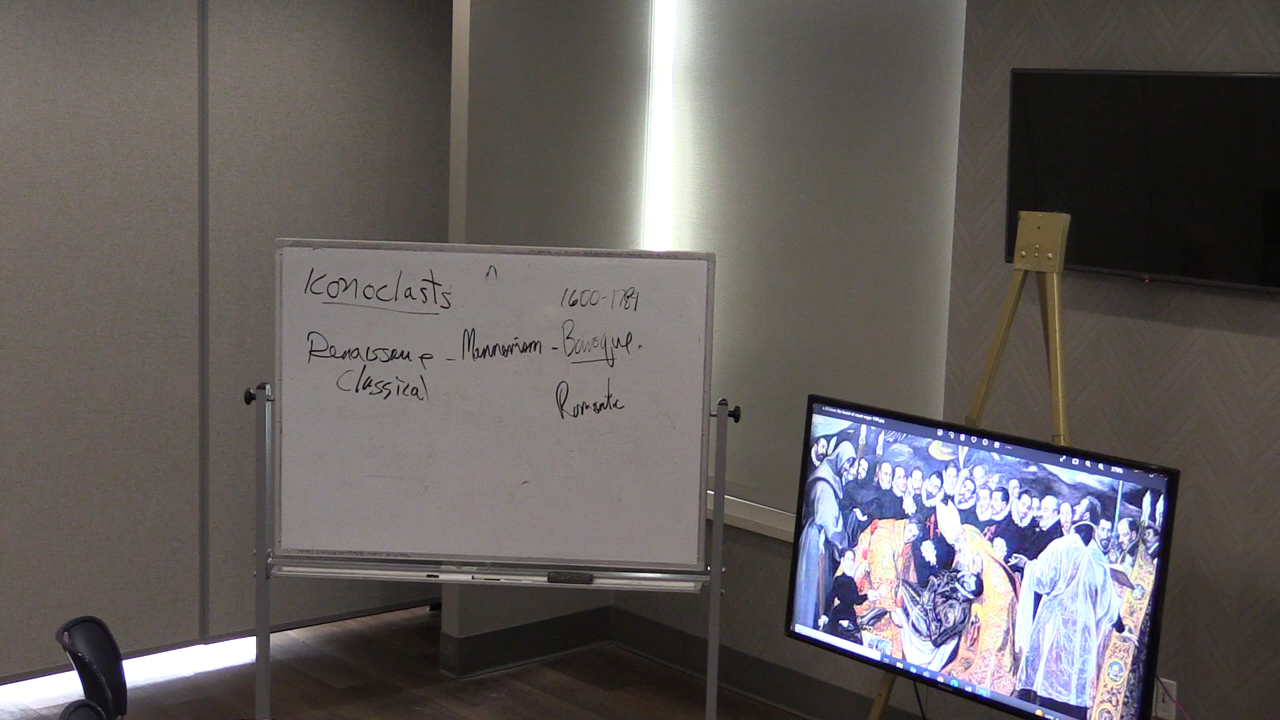 Iconoclasts
1600-1789
Renaissance - Mannerism - Baroque.
Classical
Romantic